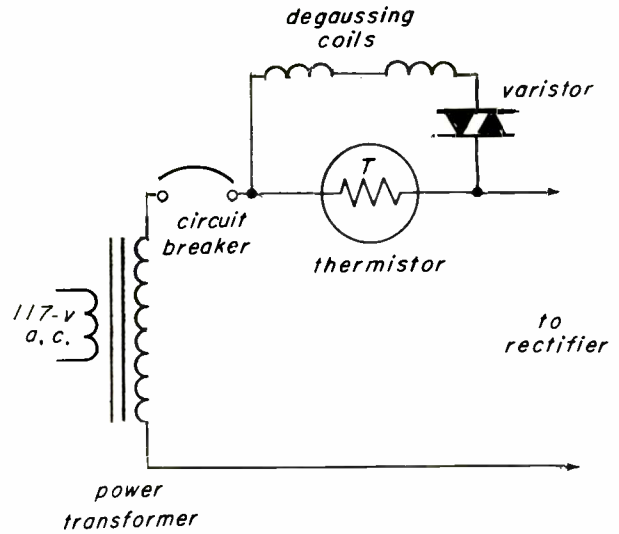 degaussing
coils
varistor
T
circuit
breaker
thermistor
117-v
a.c.
to
rectifier
power
transformer